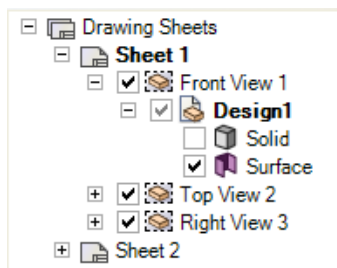 Drawing Sheets
Sheet 1
Front View 1
Design1
Solid
Surface
Top View 2
Right View 3
Sheet 2